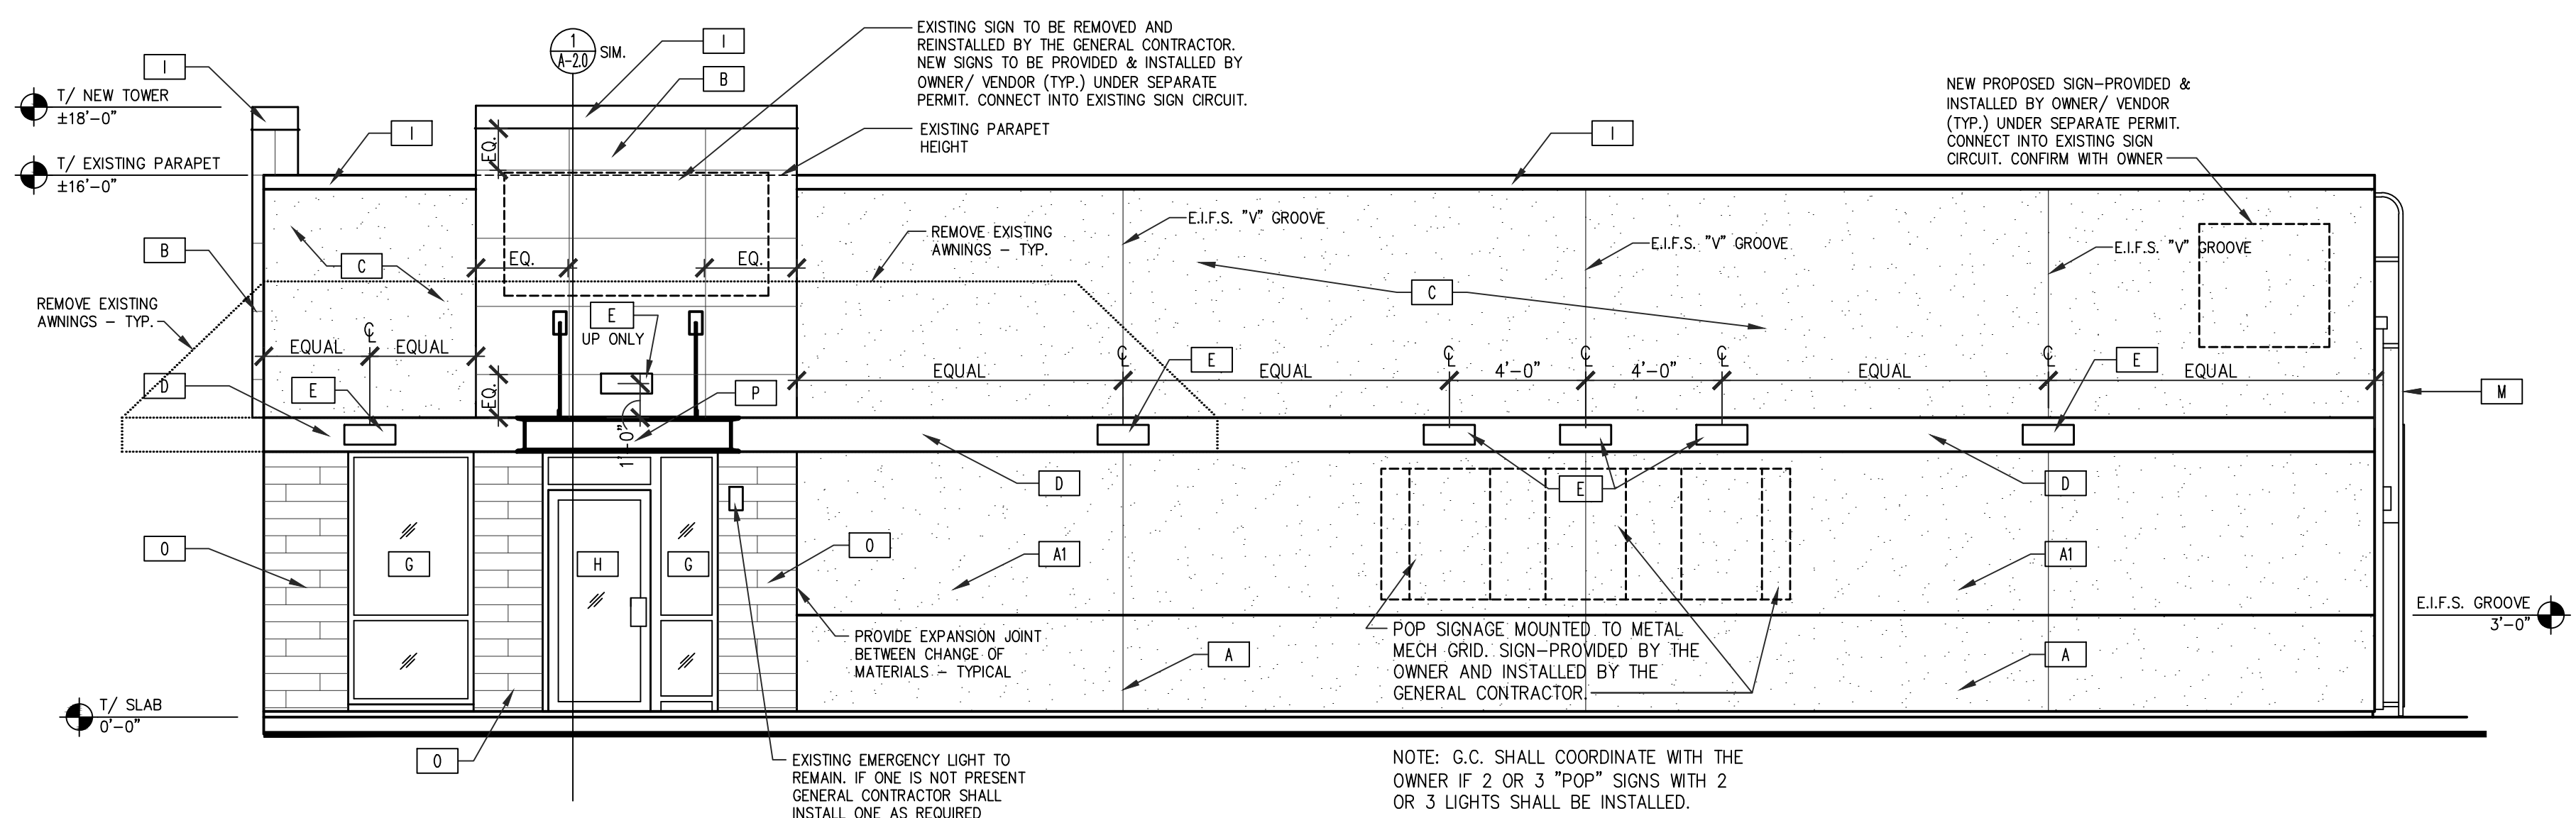 1
A-2.0
SIM.
I
B
EXISTING SIGN TO BE REMOVED AND
REINSTALLED BY THE GENERAL CONTRACTOR.
NEW SIGNS TO BE PROVIDED & INSTALLED BY
OWNER/ VENDOR (TYP.) UNDER SEPARATE
PERMIT. CONNECT INTO EXISTING SIGN CIRCUIT.
EXISTING PARAPET
HEIGHT
I
T/ NEW TOWER
±18'-0"
I
T/ EXISTING PARAPET
±16'-0"
I
NEW PROPOSED SIGN-PROVIDED &
INSTALLED BY OWNER/ VENDOR
(TYP.) UNDER SEPARATE PERMIT.
CONNECT INTO EXISTING SIGN
CIRCUIT. CONFIRM WITH OWNER
EQ.
B
C
EQ.
EQ.
REMOVE EXISTING
AWNINGS - TYP.
E.I.F.S. "V" GROOVE
E.I.F.S. "V" GROOVE
E.I.F.S. "V" GROOVE
C
REMOVE EXISTING
AWNINGS - TYP.
E
UP ONLY
℄
EQUAL
EQUAL
D
E
EQ.
P
1'-0"
EQUAL
℄
E
EQUAL
℄
4'-0"
℄
4'-0"
℄
EQUAL
℄
E
EQUAL
M
D
E
D
O
G
H
G
O
A1
A1
E.I.F.S. GROOVE
3'-0"
PROVIDE EXPANSION JOINT
BETWEEN CHANGE OF
MATERIALS - TYPICAL
A
POP SIGNAGE MOUNTED TO METAL
MECH GRID. SIGN-PROVIDED BY THE
OWNER AND INSTALLED BY THE
GENERAL CONTRACTOR.
A
T/ SLAB
0'-0"
O
EXISTING EMERGENCY LIGHT TO
REMAIN. IF ONE IS NOT PRESENT
GENERAL CONTRACTOR SHALL
INSTALL ONE AS REQUIRED
NOTE: G.C. SHALL COORDINATE WITH THE
OWNER IF 2 OR 3 "POP" SIGNS WITH 2
OR 3 LIGHTS SHALL BE INSTALLED.